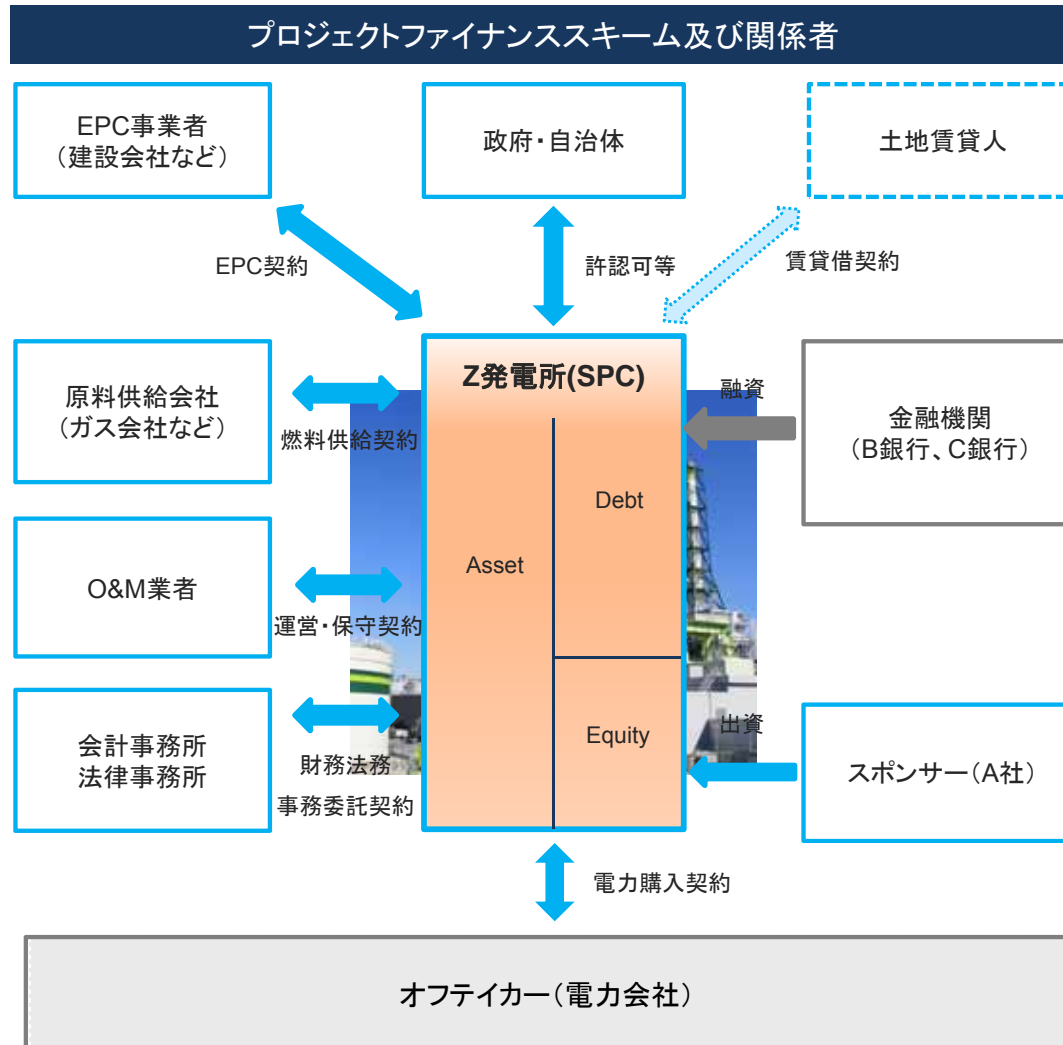 プロジェクトファイナンススキーム及び関係者
EPC事業者
（建設会社など）
政府・自治体
土地賃貸人
EPC契約
許認可等
賃貸借契約
原料供給会社
（ガス会社など）
燃料供給契約
Z発電所(SPC)
融資
金融機関
（B銀行、C銀行）
Debt
Asset
O&M業者
運営・保守契約
会計事務所
法律事務所
財務法務
事務委託契約
Equity
出資
スポンサー（A社）
電力購入契約
オフテイカー（電力会社）